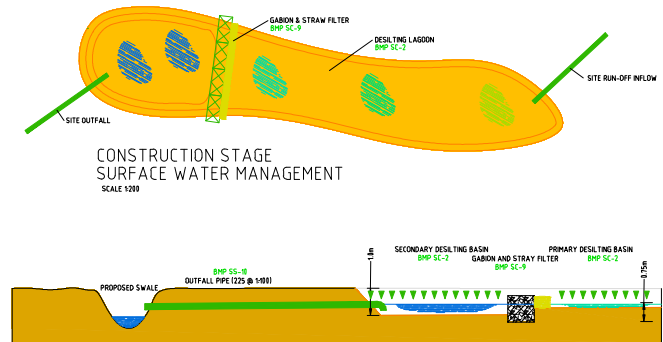 GABION & STRAW FILTER
BMP SC-9
DESILTING LAGOON
BMP SC-2
SITE RUN-OFF INFLOW
SITE OUTFALL
CONSTRUCTION STAGE
SURFACE WATER MANAGEMENT
SCALE 1:200
SECONDARY DESILTING BASIN
BMP SC-2
GABION AND STRAY FILTER
BMP SC-9
PRIMARY DESILTING BASIN
BMP SC-2
1.0m
0.75m
BMP SS-10
OUTFALL PIPE (225 @ 1:100)
PROPOSED SWALE